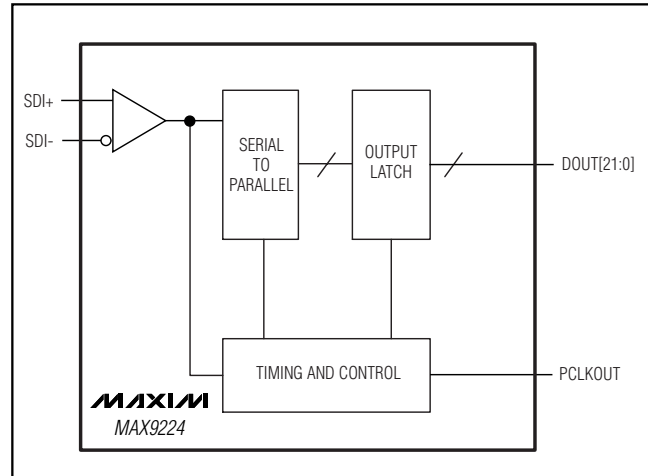 SDI+
SDI-
SERIAL
TO
PARALLEL
OUTPUT
LATCH
DOUT[21:0]
TIMING AND CONTROL
PCLKOUT
MAXIM
MAX9224